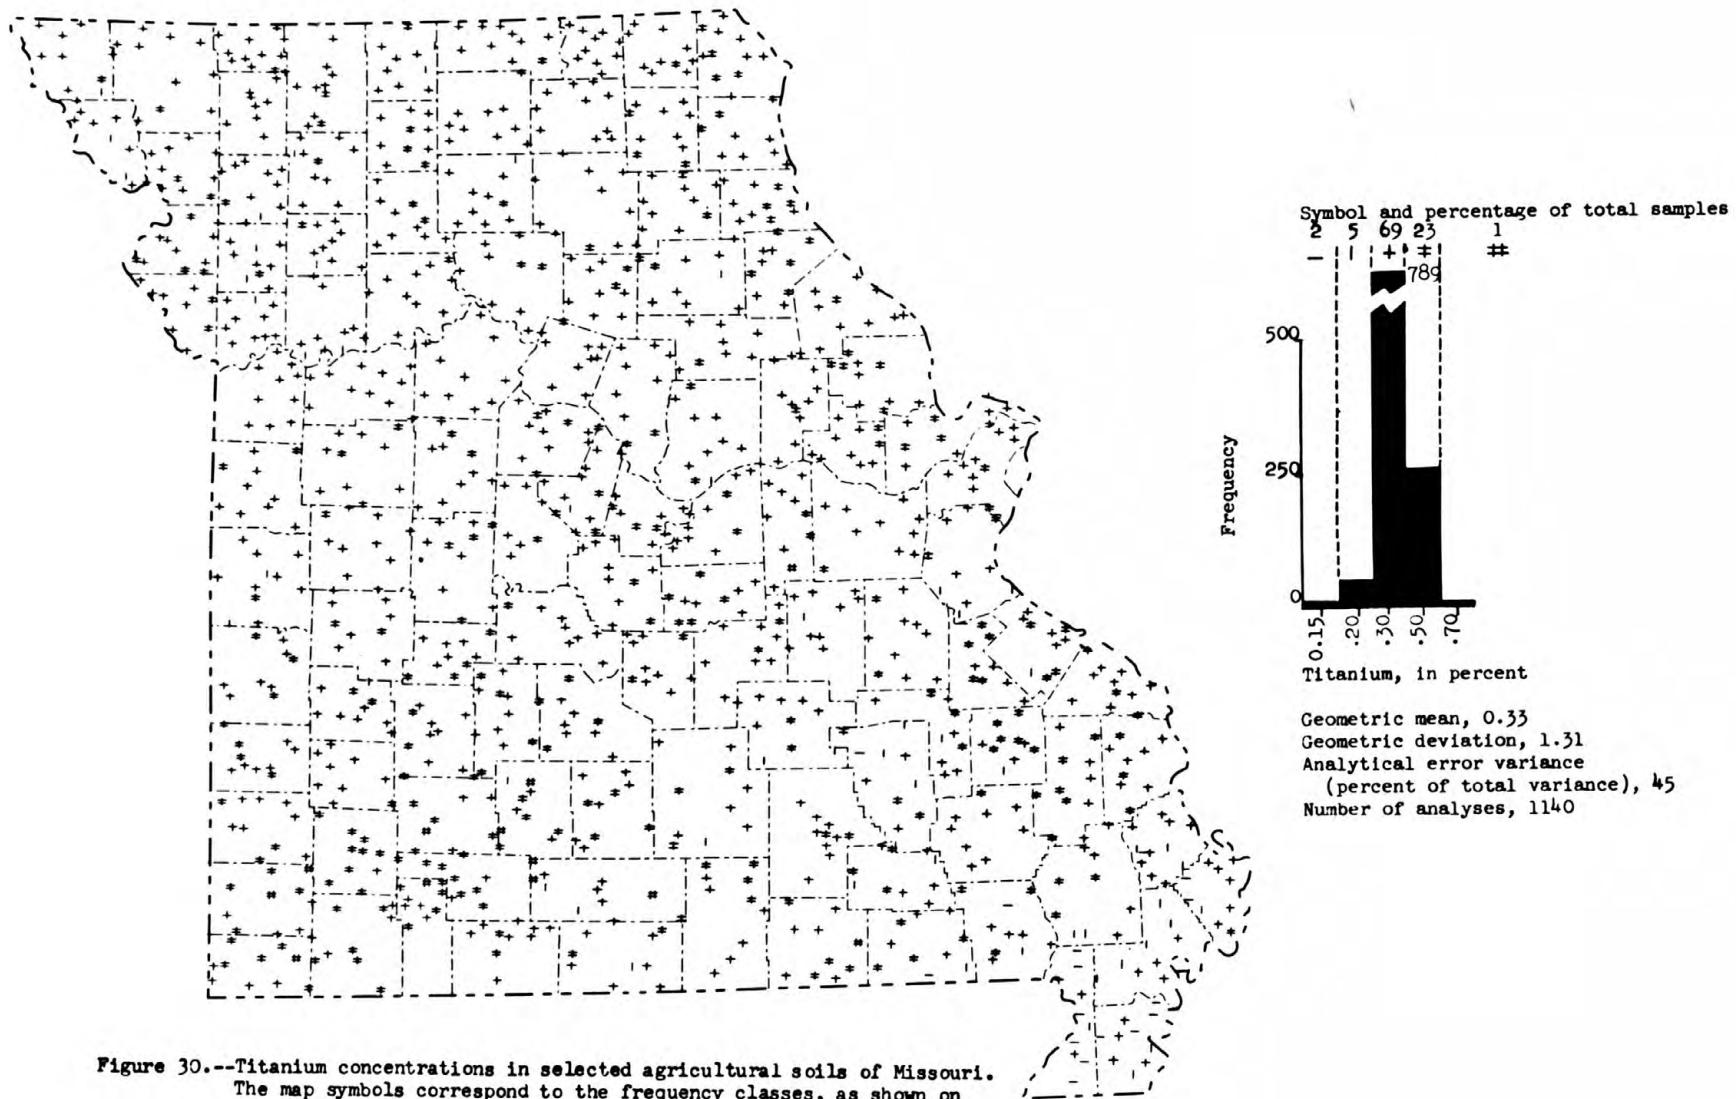 Symbol and percentage of total samples
2 5 69 23 1
— | + ‡ #
789
500
250
0
Frequency
0.15 .20 .30 .50 .70
Titanium, in percent
Geometric mean, 0.33
Geometric deviation, 1.31
Analytical error variance
(percent of total variance), 45
Number of analyses, 1140
Figure 30.--Titanium concentrations in selected agricultural soils of Missouri.
The map symbols correspond to the frequency classes, as shown on